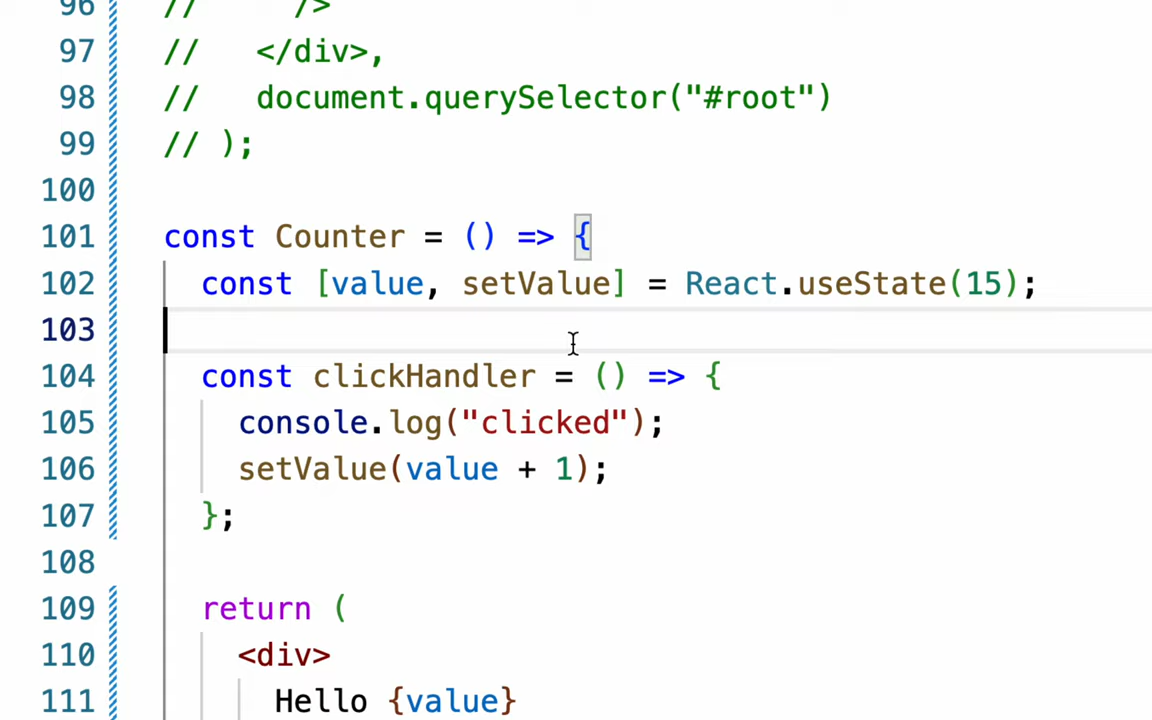 96 //     />
97 //   </div>,
98 //   document.querySelector("#root")
99 // );
100
101 const Counter = () => {
102   const [value, setValue] = React.useState(15);
103
104   const clickHandler = () => {
105     console.log("clicked");
106     setValue(value + 1);
107   };
108
109   return (
110     <div>
111       Hello {value}